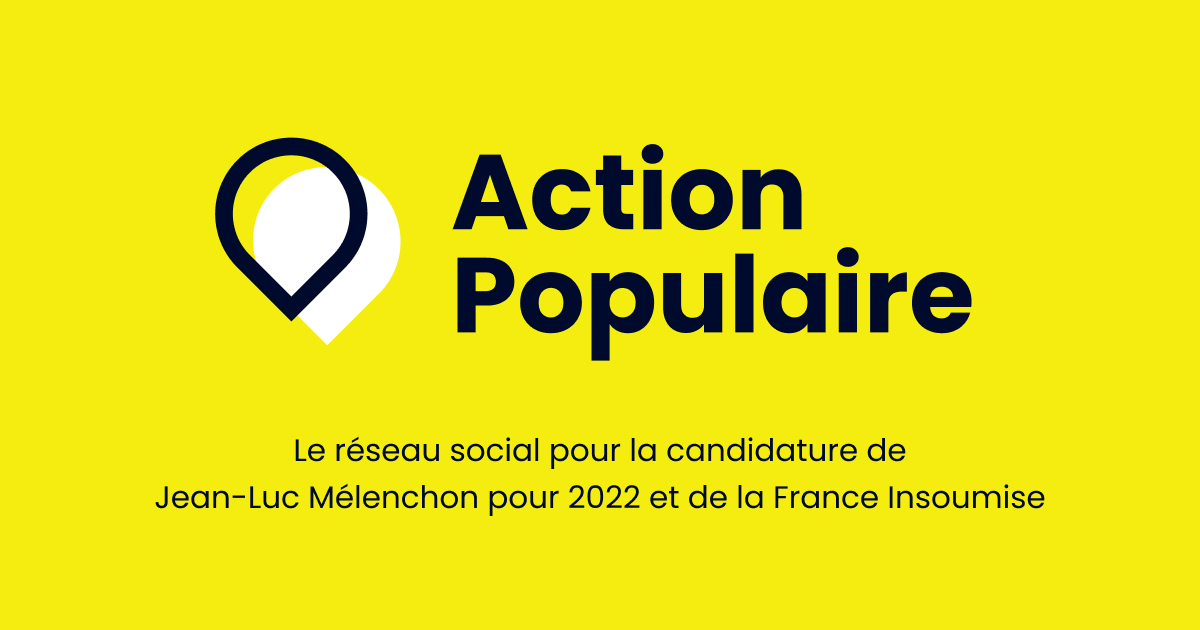 Action
Populaire
Le réseau social pour la candidature de
Jean-Luc Mélenchon pour 2022 et de la France Insoumise